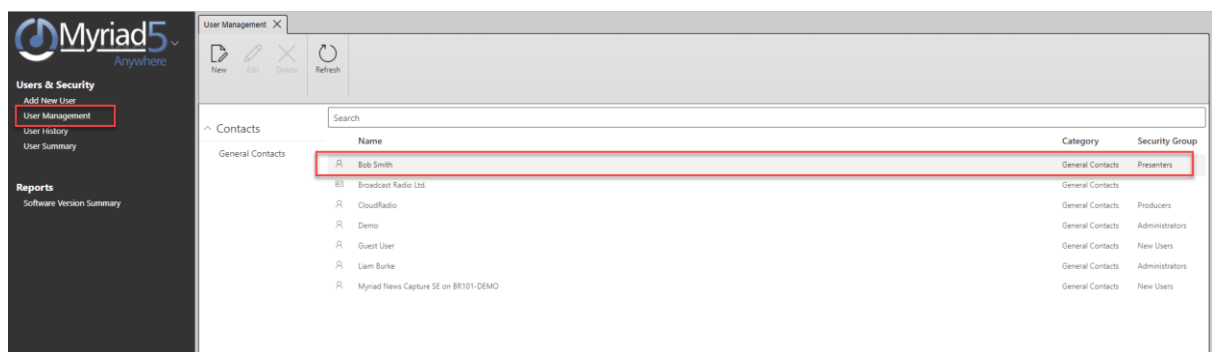 Myriad5
Anywhere
Users & Security
Add New User
User Management
User History
User Summary
Reports
Software Version Summary
User Management
New Edit Delete Refresh
Contacts
General Contacts
Search
Name Category Security Group
Bob Smith General Contacts Presenters
Broadcast Radio Ltd. General Contacts
CloudRadio General Contacts Producers
Demo General Contacts Administrators
Guest User General Contacts New Users
Liam Burke General Contacts Administrators
Myriad News Capture SE on BR101-DEMO General Contacts New Users